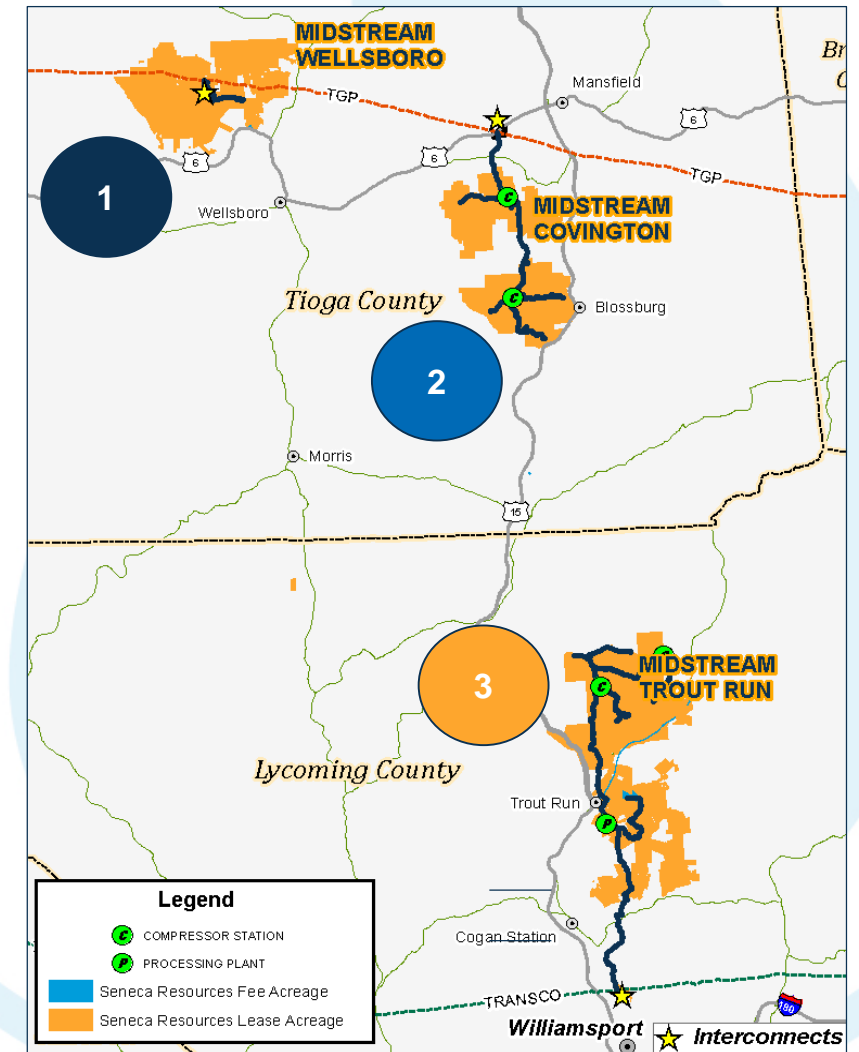 MIDSTREAM
WELLSBORO
Br
C
Mansfield
TGP
6
6
6
TGP
1
Wellsboro
C
MIDSTREAM
COVINGTON
Tioga County
C
Blossburg
2
Morris
15
3
MIDSTREAM
TROUT RUN
C
Lycoming County
Trout Run
P
Legend
C COMPRESSOR STATION
P PROCESSING PLANT
Seneca Resources Fee Acreage
Seneca Resources Lease Acreage
Cogan Station
TRANSCO
180
Williamsport
Interconnects